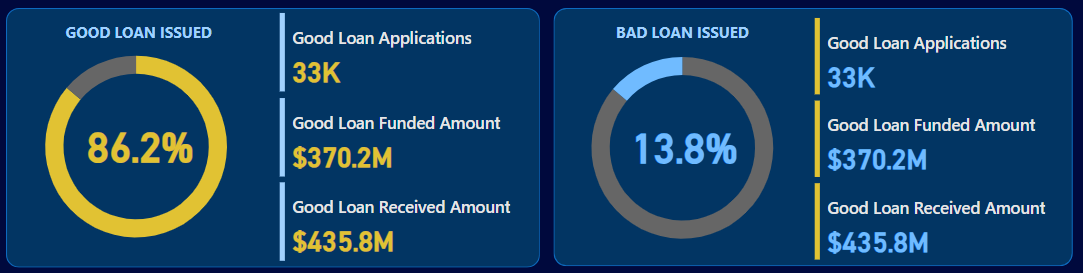 GOOD LOAN ISSUED
86.2%
Good Loan Applications
33K
Good Loan Funded Amount
$370.2M
Good Loan Received Amount
$435.8M
BAD LOAN ISSUED
13.8%
Good Loan Applications
33K
Good Loan Funded Amount
$370.2M
Good Loan Received Amount
$435.8M